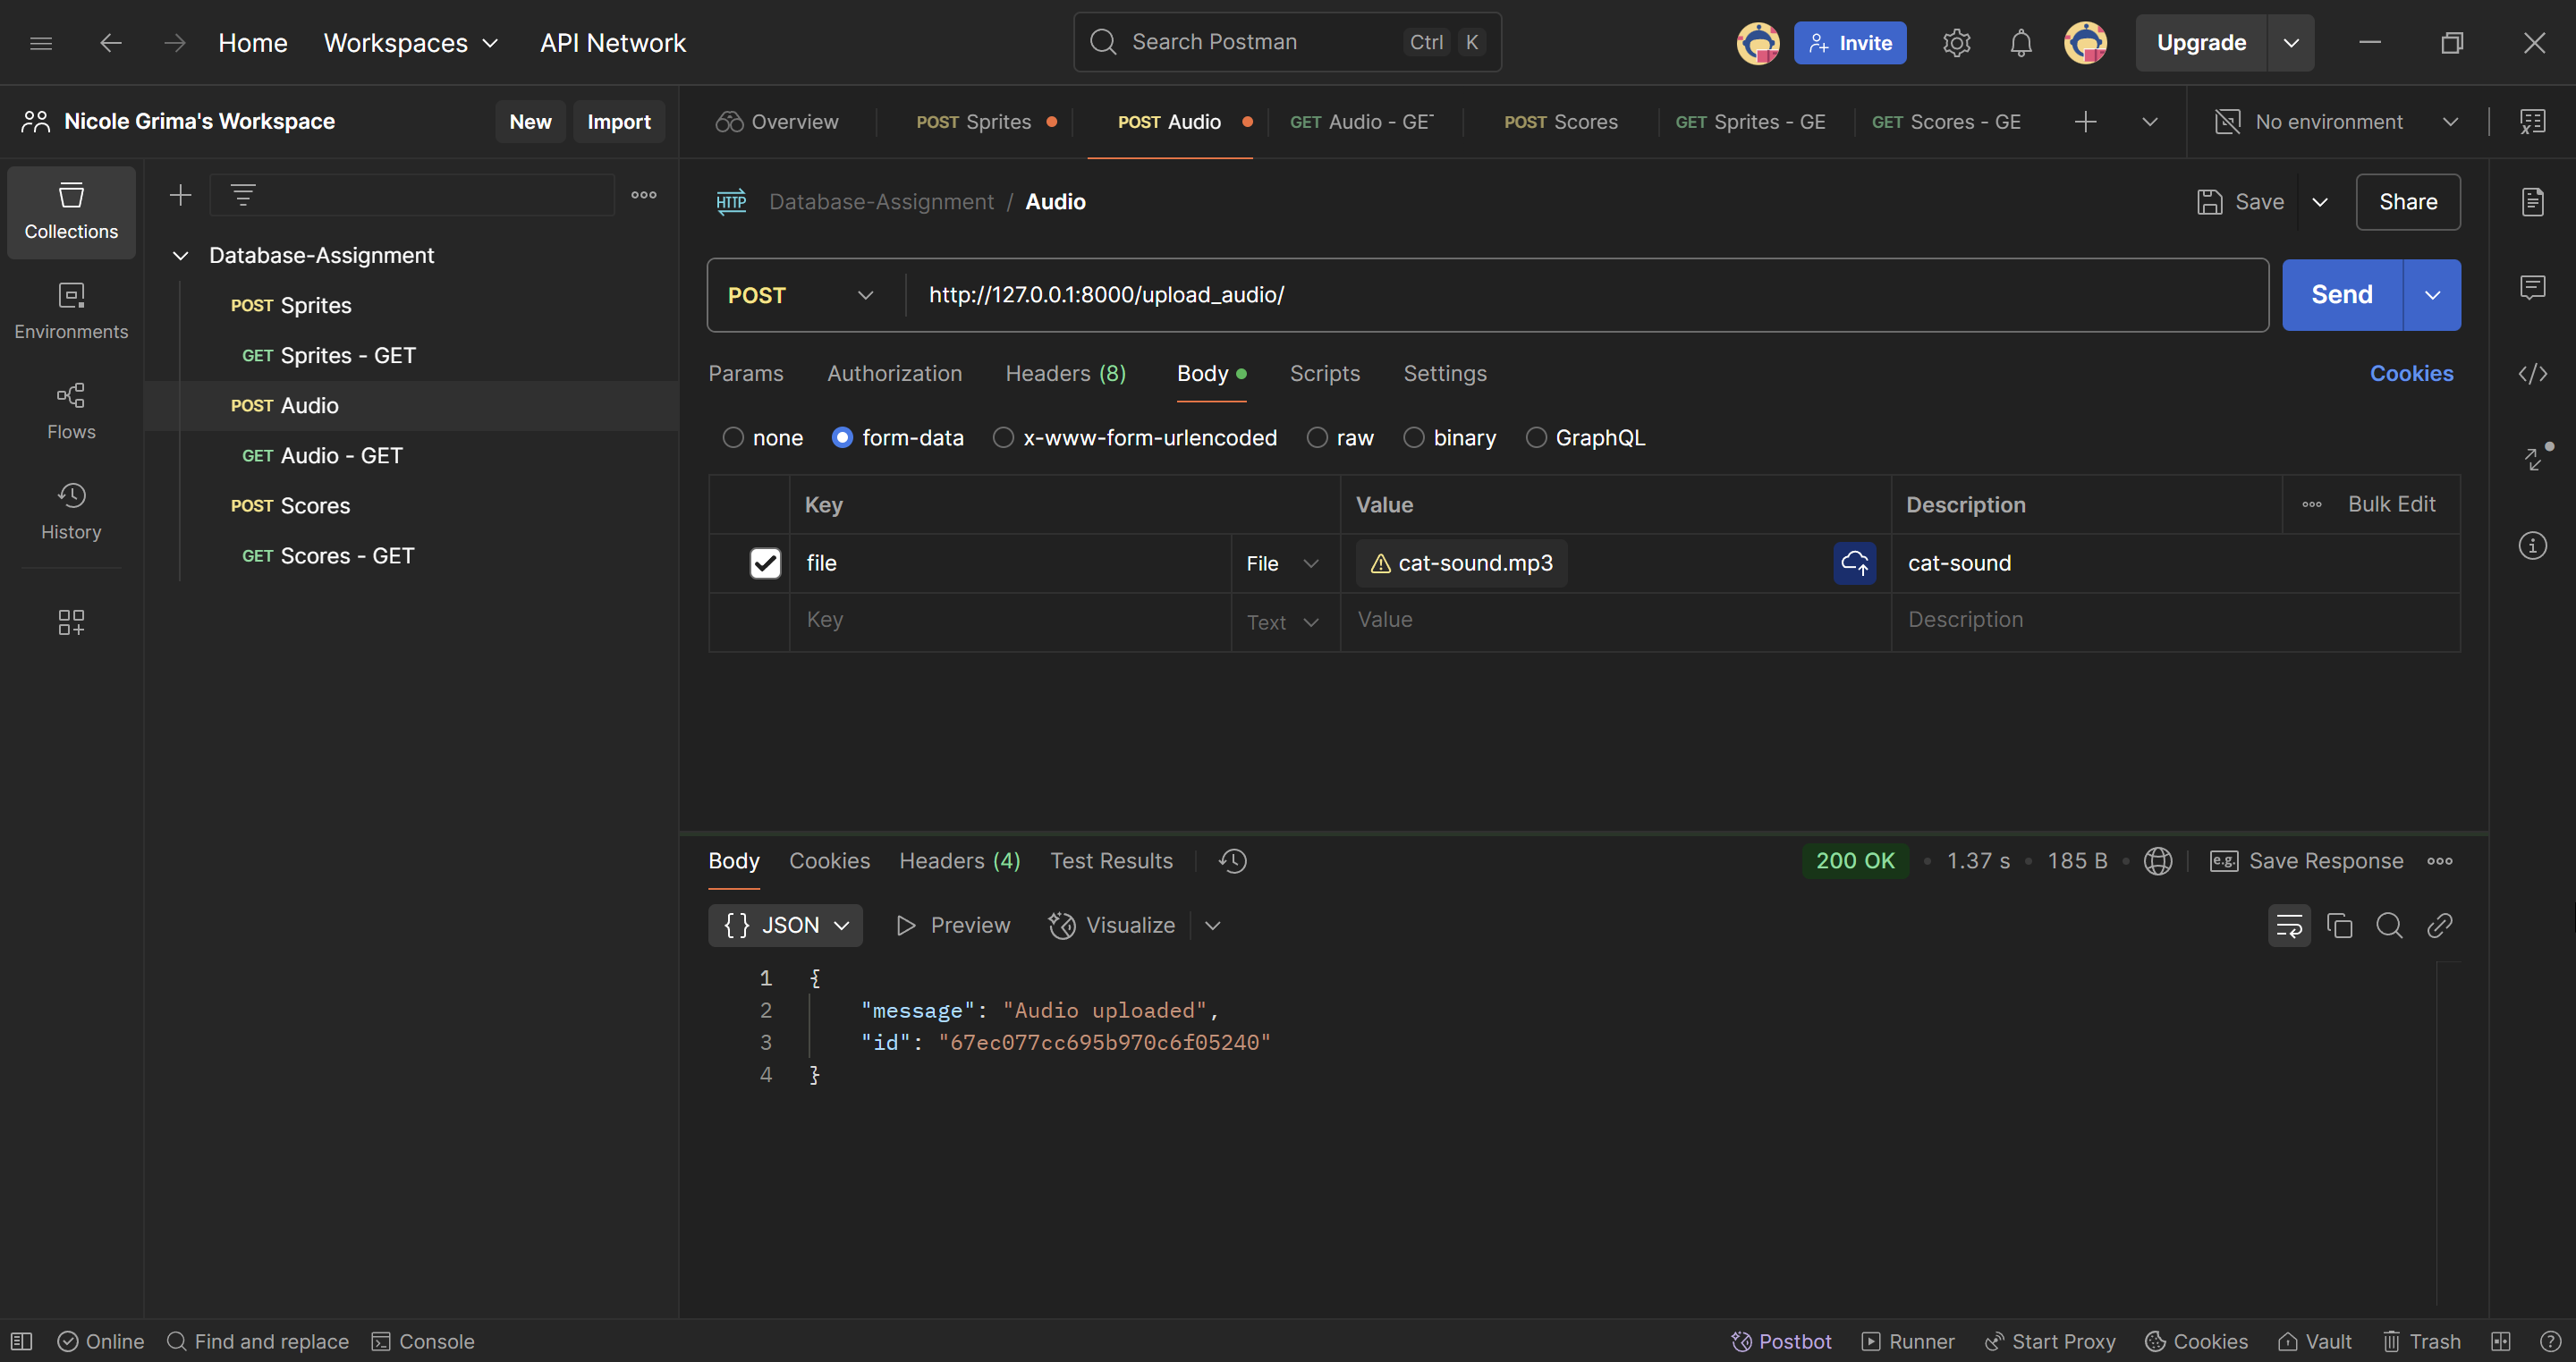 Home Workspaces API Network Search Postman Ctrl K Invite Upgrade
Nicole Grima's Workspace New Import Overview POST Sprites POST Audio GET Audio - GET POST Scores GET Sprites - GE GET Scores - GE No environment
Collections
Environments
Flows
History
Database-Assignment
POST Sprites
GET Sprites - GET
POST Audio
GET Audio - GET
POST Scores
GET Scores - GET
HTTP Database-Assignment / Audio Save Share
POST http://127.0.0.1:8000/upload_audio/ Send
Params Authorization Headers (8) Body Scripts Settings Cookies
none form-data x-www-form-urlencoded raw binary GraphQL
Key Value Description Bulk Edit
file File cat-sound.mp3 cat-sound
Key Text Value Description
Body Cookies Headers (4) Test Results 200 OK • 1.37 s • 185 B • e.g. Save Response
{} JSON Preview Visualize
1 {
2 "message": "Audio uploaded",
3 "id": "67ec077cc695b970c6f05240"
4 }
Online Find and replace Console Postbot Runner Start Proxy Cookies Vault Trash